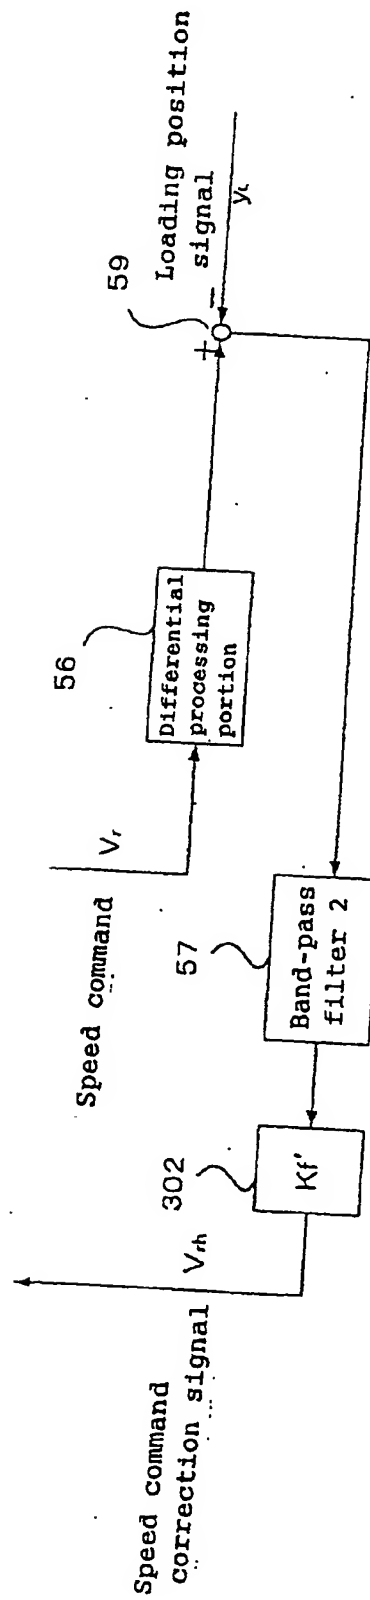 Speed command
correction signal
Vrh
302
Kf'
57
Band-pass
filter 2
Speed command
Vr
56
Differential
processing
portion
59
+
−
Loading position
signal
yL